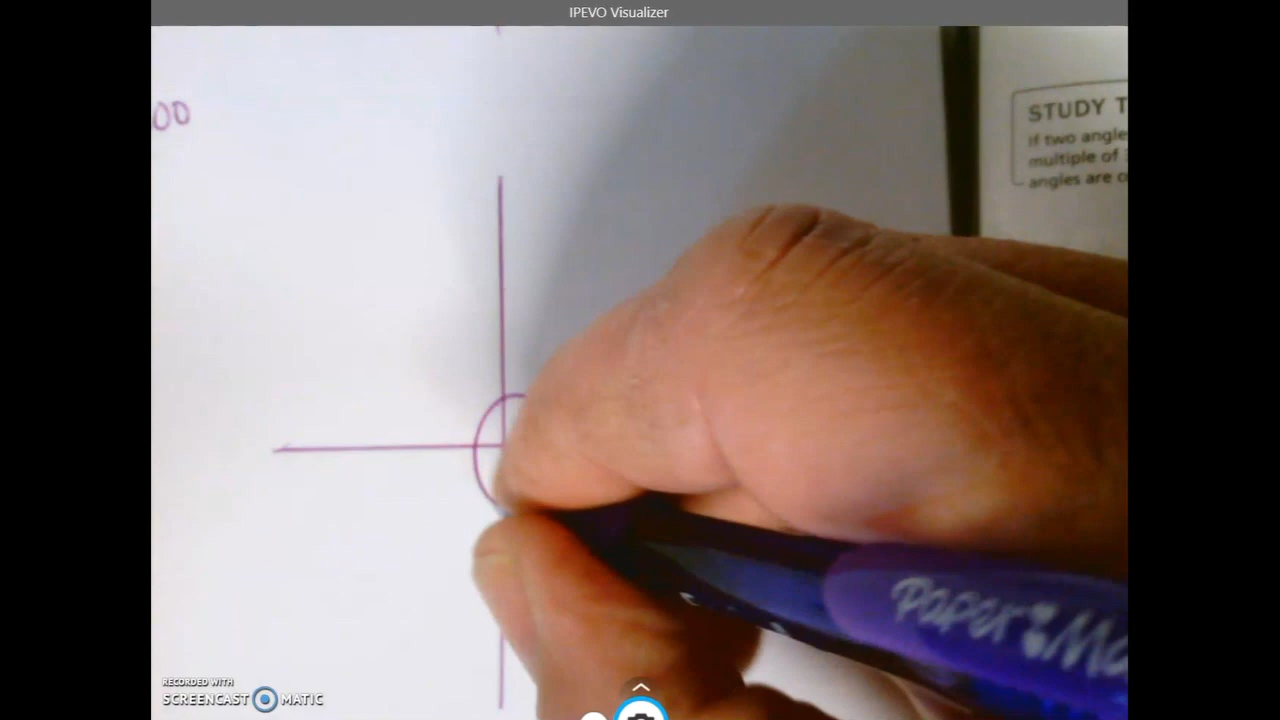 IPEVO Visualizer
00
STUDY T
If two angle
multiple of
angles are c
Paper Ma
RECORDED WITH
SCREENCAST MATIC